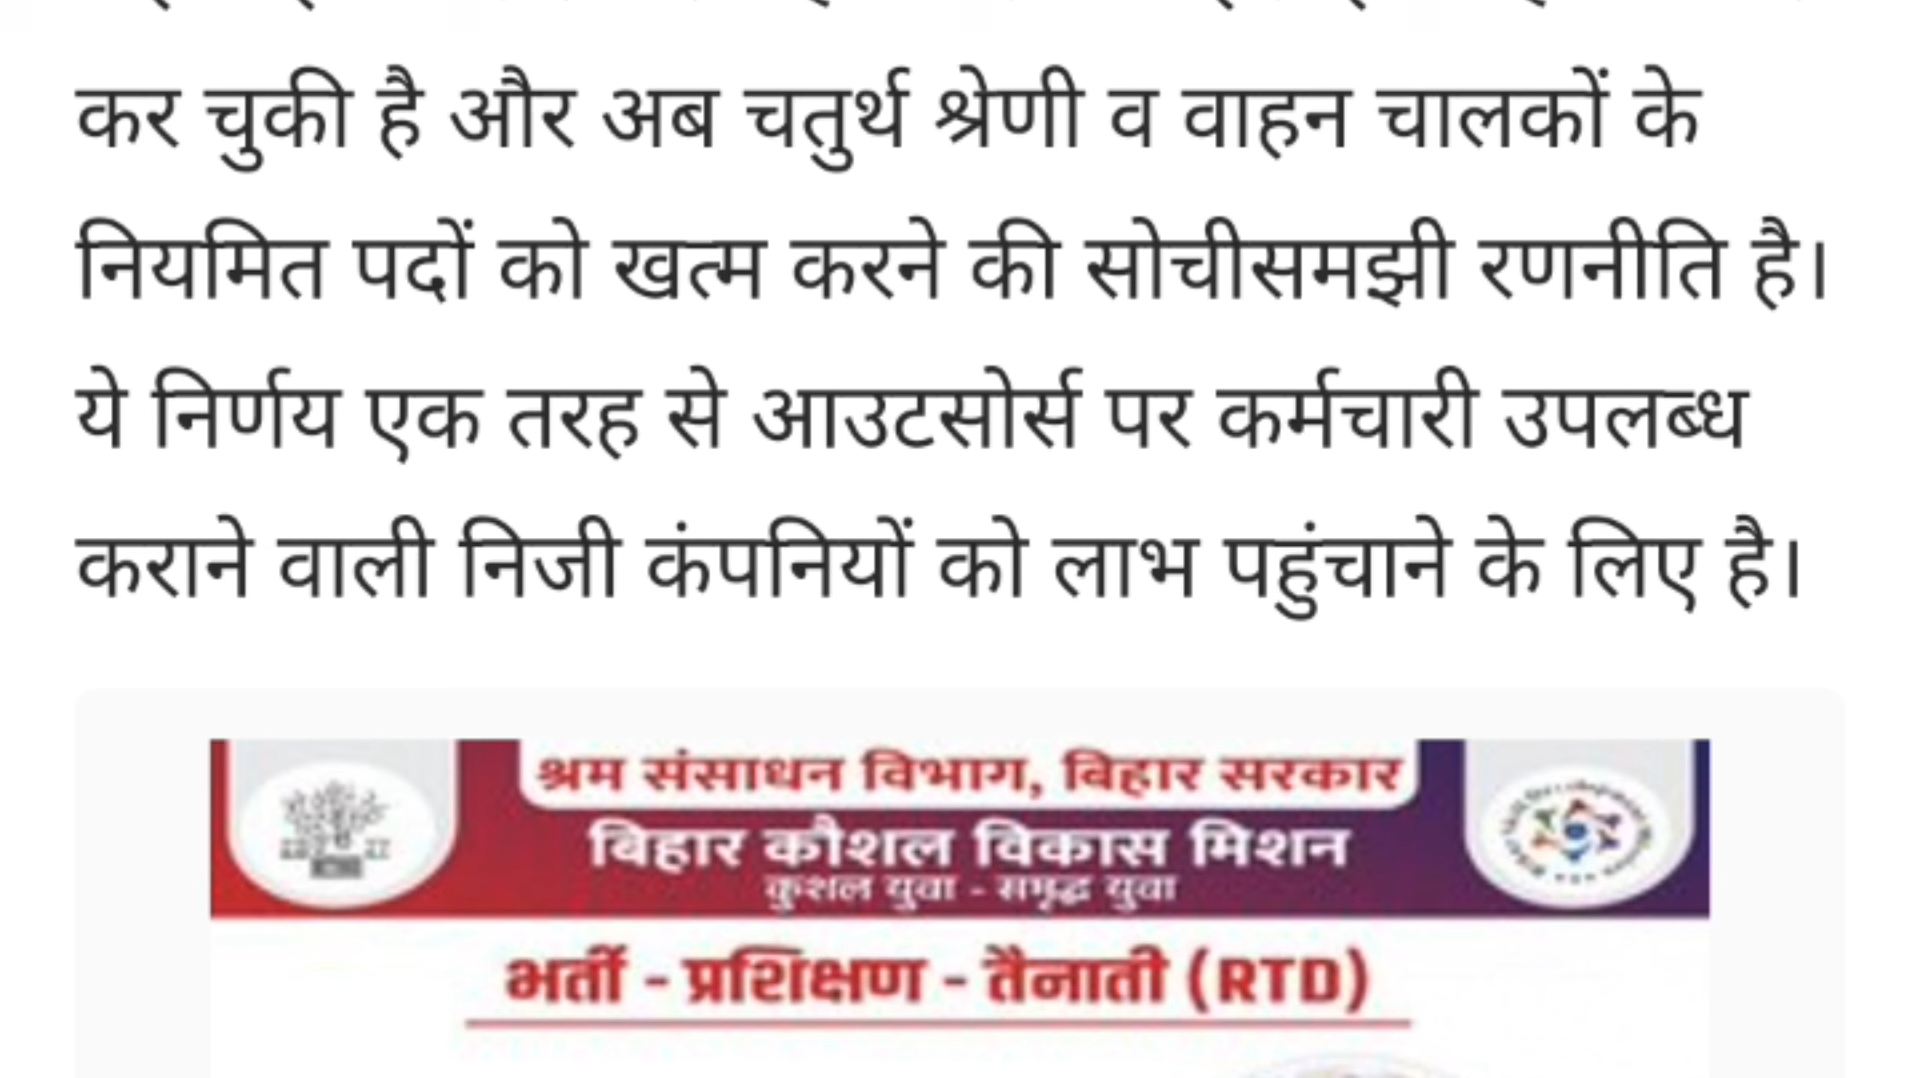 कर चुकी है और अब चतुर्थ श्रेणी व वाहन चालकों के
नियमित पदों को खत्म करने की सोचीसमझी रणनीति है।
ये निर्णय एक तरह से आउटसोर्स पर कर्मचारी उपलब्ध
कराने वाली निजी कंपनियों को लाभ पहुंचाने के लिए है।
श्रम संसाधन विभाग, बिहार सरकार
बिहार कौशल विकास मिशन
कुशल युवा - समृद्ध युवा
भर्ती - प्रशिक्षण - तैनाती (RTD)